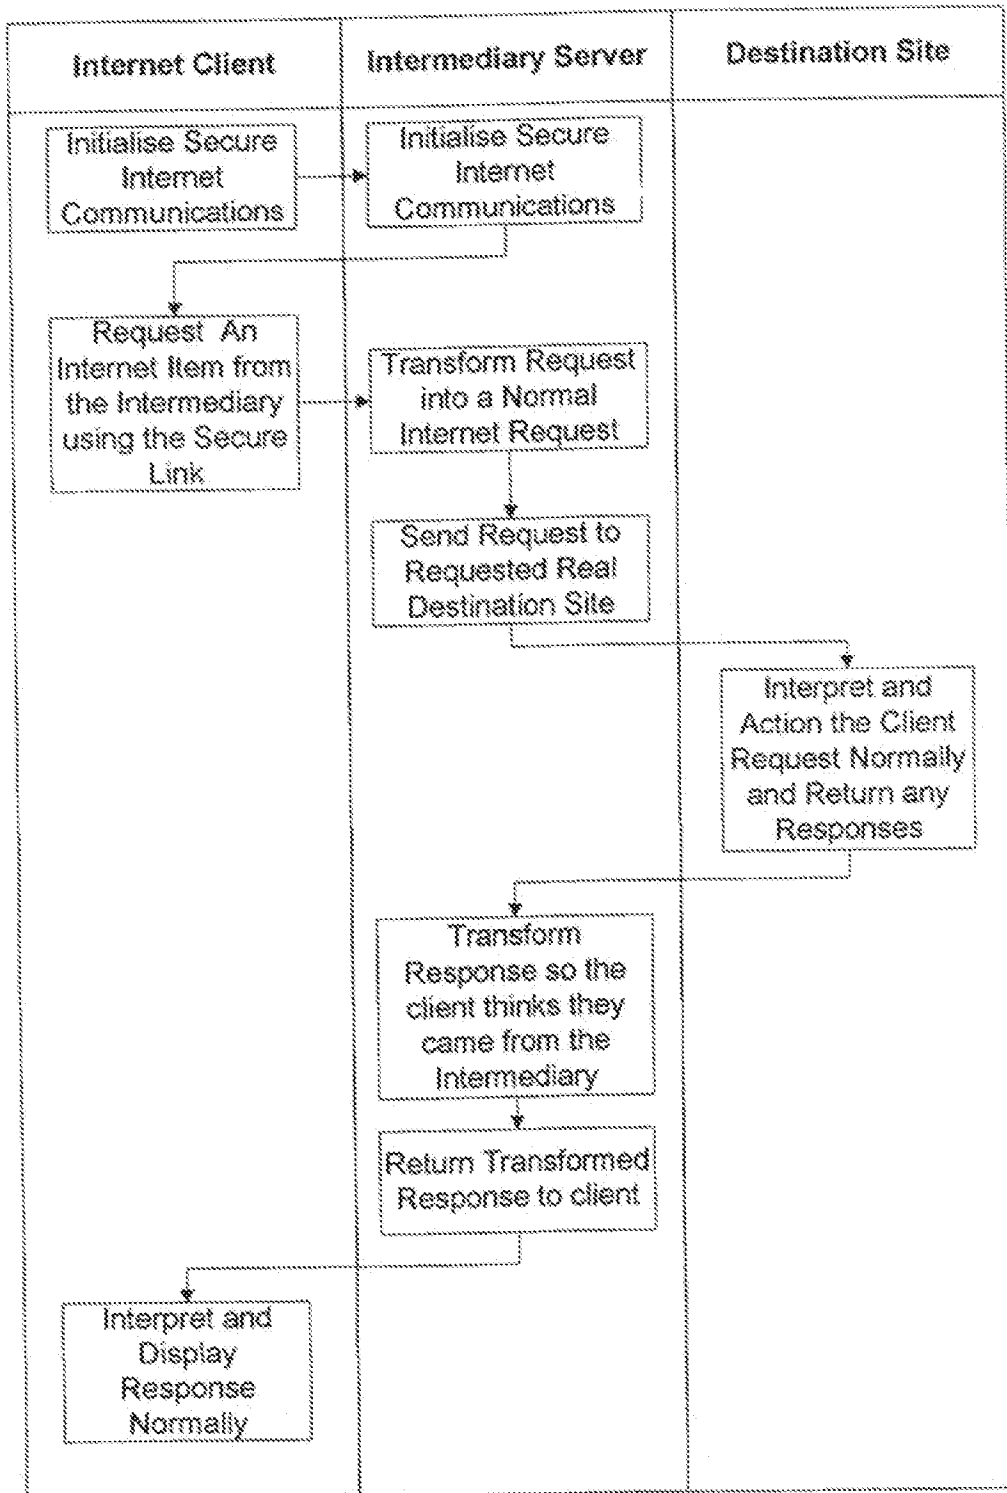 Internet Client
Intermediary Server
Destination Site
Initialise Secure
Internet
Communications
Initialise Secure
Internet
Communications
Request An
Internet Item from
the Intermediary
using the Secure
Link
Transform Request
into a Normal
Internet Request
Send Request to
Requested Real
Destination Site
Interpret and
Action the Client
Request Normally
and Return any
Responses
Transform
Response so the
client thinks they
came from the
Intermediary
Return Transformed
Response to client
Interpret and
Display
Response
Normally